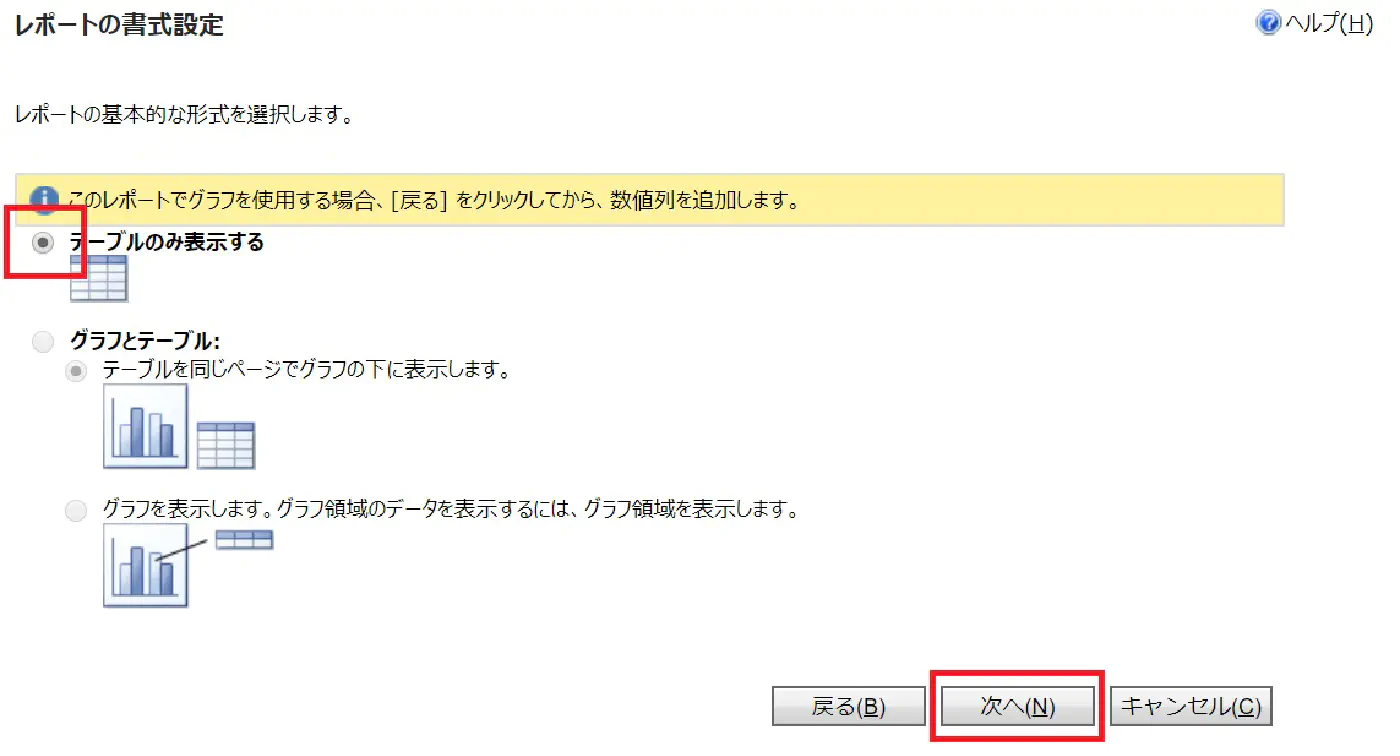 レポートの書式設定
ヘルプ(H)
レポートの基本的な形式を選択します。
このレポートでグラフを使用する場合、[戻る] をクリックしてから、数値列を追加します。
テーブルのみ表示する
グラフとテーブル:
テーブルを同じページでグラフの下に表示します。
グラフを表示します。グラフ領域のデータを表示するには、グラフ領域を表示します。
戻る(B)
次へ(N)
キャンセル(C)